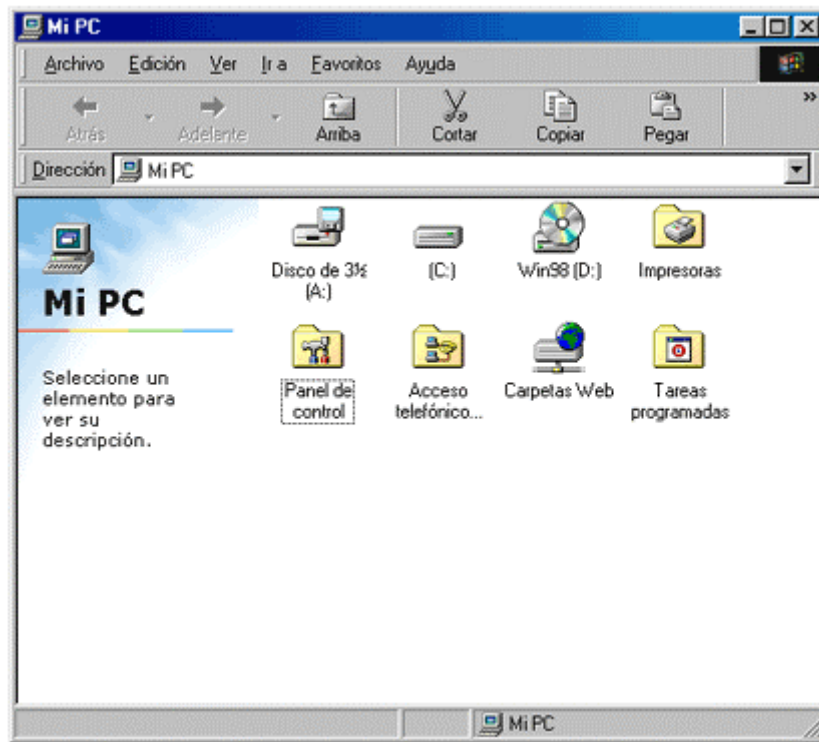 Mi PC
Archivo Edición Ver Ir a Favoritos Ayuda
Atrás Adelante Arriba Cortar Copiar Pegar »
Dirección Mi PC
Mi PC
Seleccione un
elemento para
ver su
descripción.
Disco de 3½
(A:)
(C:)
Win98 (D:)
Impresoras
Panel de
control
Acceso
telefónico...
Carpetas Web
Tareas
programadas
Mi PC